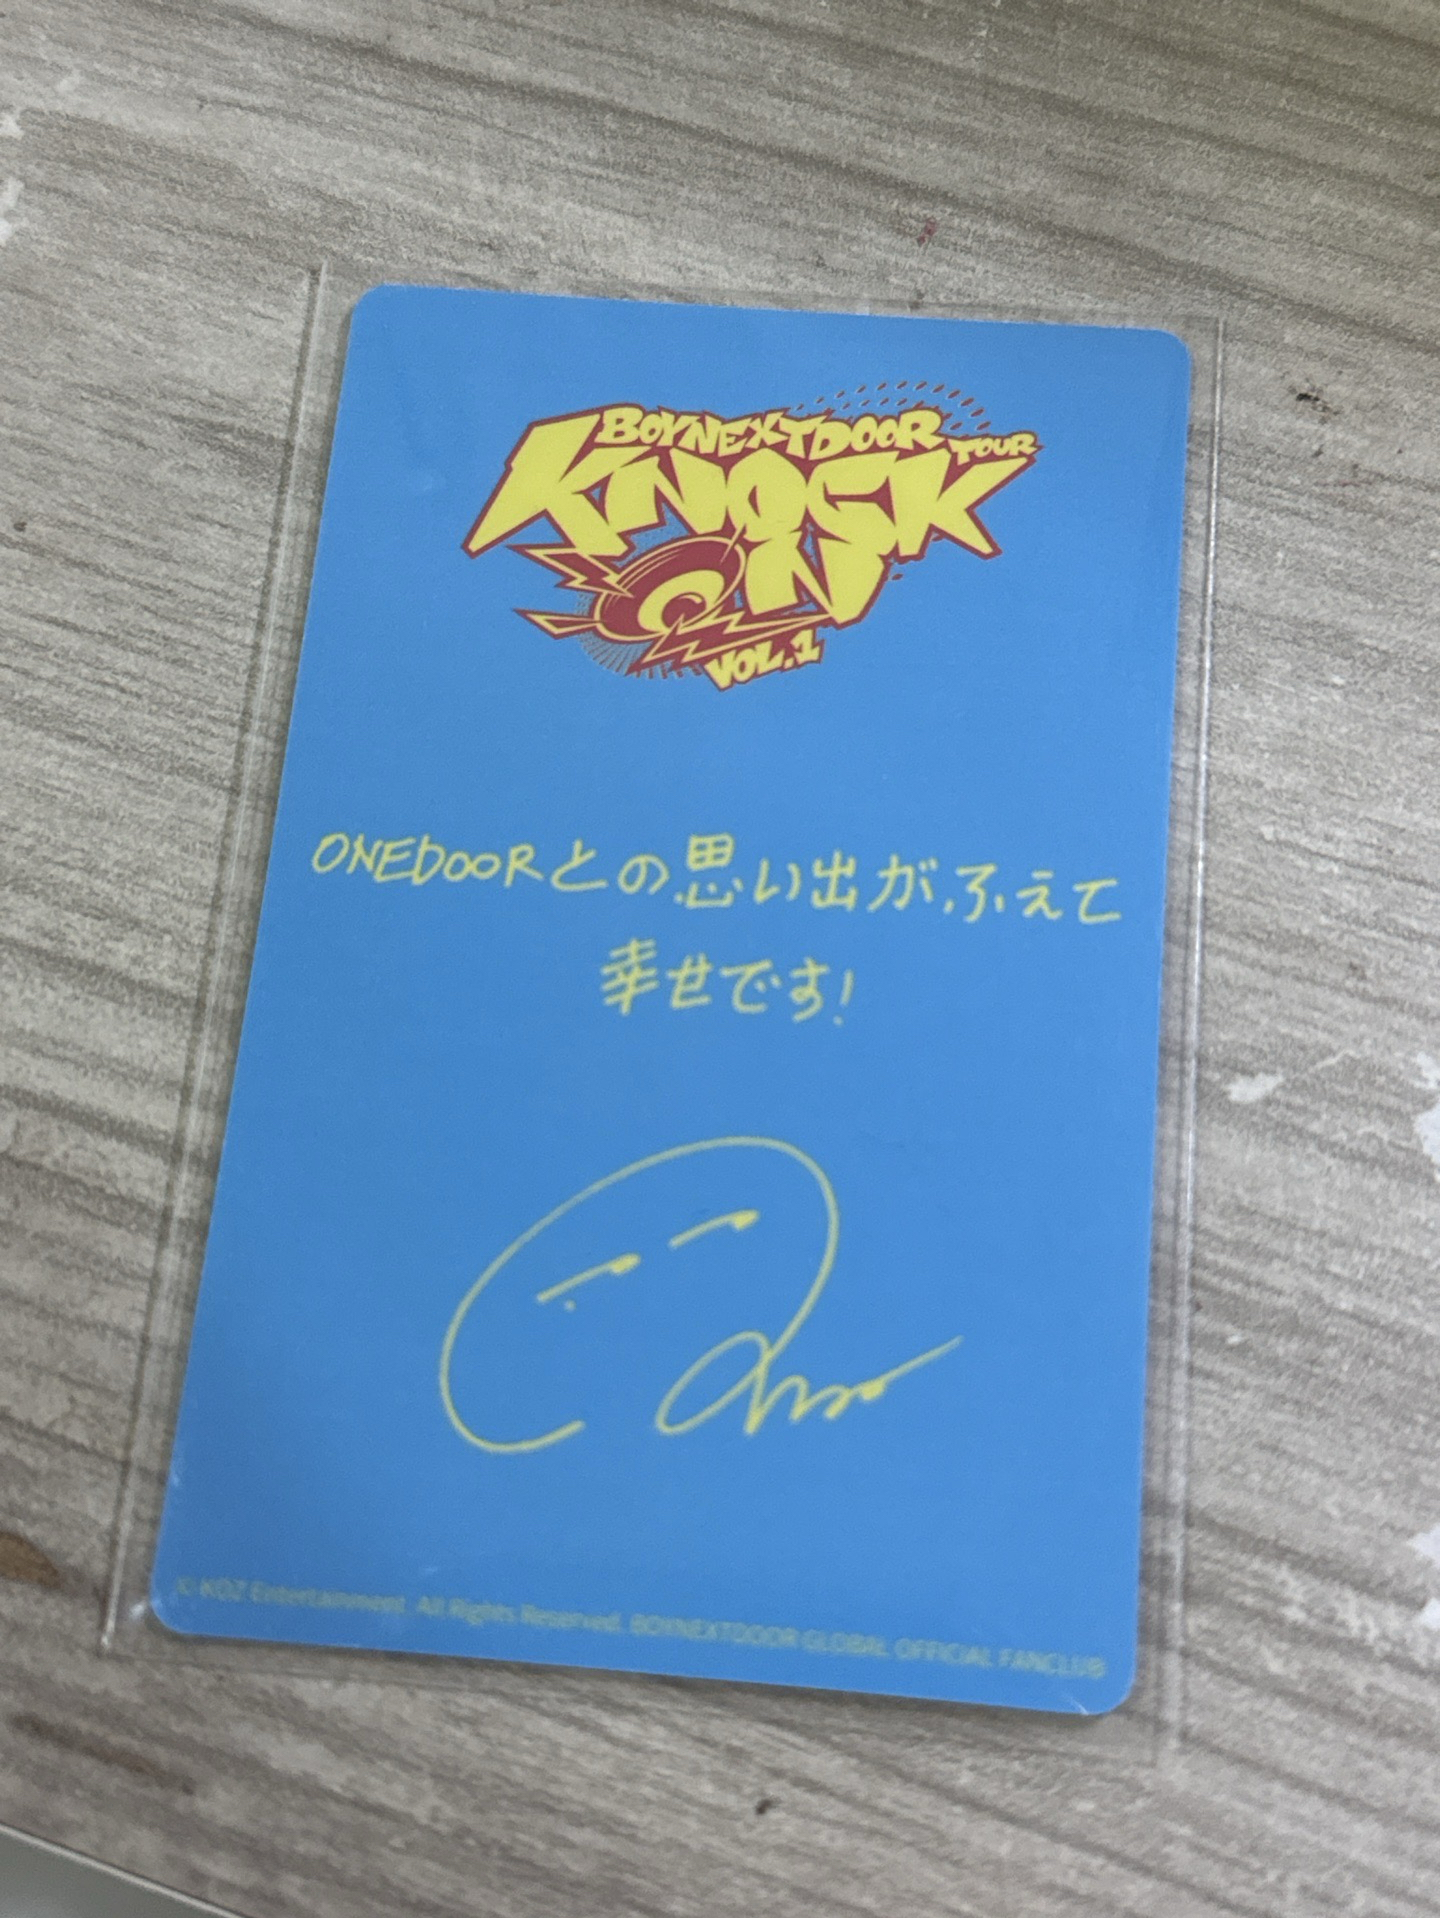 BOYNEXTDOOR
TOUR
KNOCK
ON
VOL.1
ONEDOORとの思い出が、ふえて
幸せです!
© KOZ Entertainment. All Rights Reserved. BOYNEXTDOOR GLOBAL OFFICIAL FANCLUB